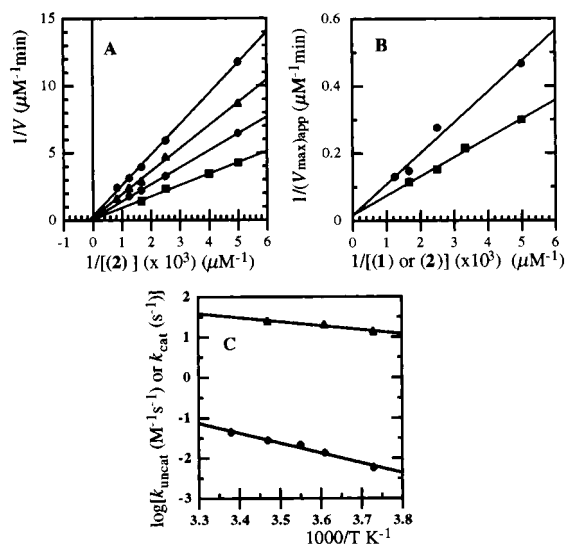 A
1/V (µM⁻¹min)
15
10
5
0
-1 0 1 2 3 4 5 6
1/[(2) ] (x 10³) (µM⁻¹)
B
1/(Vmax)app (µM⁻¹min)
0.6
0.4
0.2
0
0 1 2 3 4 5 6
1/[(1) or (2)] (x10³) (µM⁻¹)
C
log[kuncat (M⁻¹s⁻¹) or kcat (s⁻¹)]
2
1
0
-1
-2
-3
3.3 3.4 3.5 3.6 3.7 3.8
1000/T K⁻¹